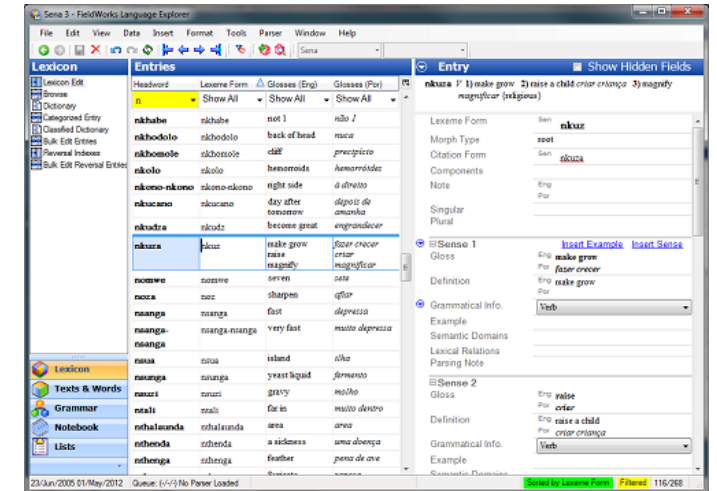 Sena 3 - FieldWorks Language Explorer
File Edit View Data Insert Format Tools Parser Window Help
Sena
Lexicon
Lexicon Edit
Browse
Dictionary
Categorized Entry
Classified Dictionary
Bulk Edit Entries
Reversal Indexes
Bulk Edit Reversal Entries
Lexicon
Texts & Words
Grammar
Notebook
Lists
Entries
Headword Lexeme Form Glosses (Eng) Glosses (Por)
n Show All Show All Show All
nkhabe nkhabe not 1 não 1
nkhodolo nkhodolo back of head nuca
nkhomole nkhomole cliff precipício
nkolo nkolo hemorroids hemorróides
nkono-nkono nkono-nkono right side à direito
nkucano nkucano day after depois de
tomorrow amanha
nkudza nkudz become great engrandecer
nkuza nkuz make grow fazer crecer
raise criar
magnify magnificar
nomwe nomwe seven sete
noza noz sharpen afiar
nsanga nsanga fast depressa
nsanga- nsanga-nsanga very fast muito depressa
nsanga
nsua nsua island ilha
nsunga nsunga yeast liquid fermento
nsuzi nsuzi gravy molho
ntali ntali far in muito dentro
nthalaunda nthalaunda area area
nthenda nthenda a sickness uma doença
nthenga nthenga feather pena de ave
Entry Show Hidden Fields
nkuza V 1) make grow 2) raise a child criar criança 3) magnify
magnificar (religious)
Lexeme Form Sen nkuz
Morph Type root
Citation Form Sen nkuza
Components
Note Eng
Por
Singular
Plural
Sense 1 Insert Example Insert Sense
Gloss Eng make grow
Por fazer crecer
Definition Eng make grow
Por
Grammatical Info. Verb
Example
Semantic Domains
Lexical Relations
Parsing Note
Sense 2
Gloss Eng raise
Por criar
Definition Eng raise a child
Por criar criança
Grammatical Info. Verb
Example
Semantic Domains
23/Jun/2005 01/May/2012 Queue: (-/-/-) No Parser Loaded Sorted by Lexeme Form Filtered 116/268